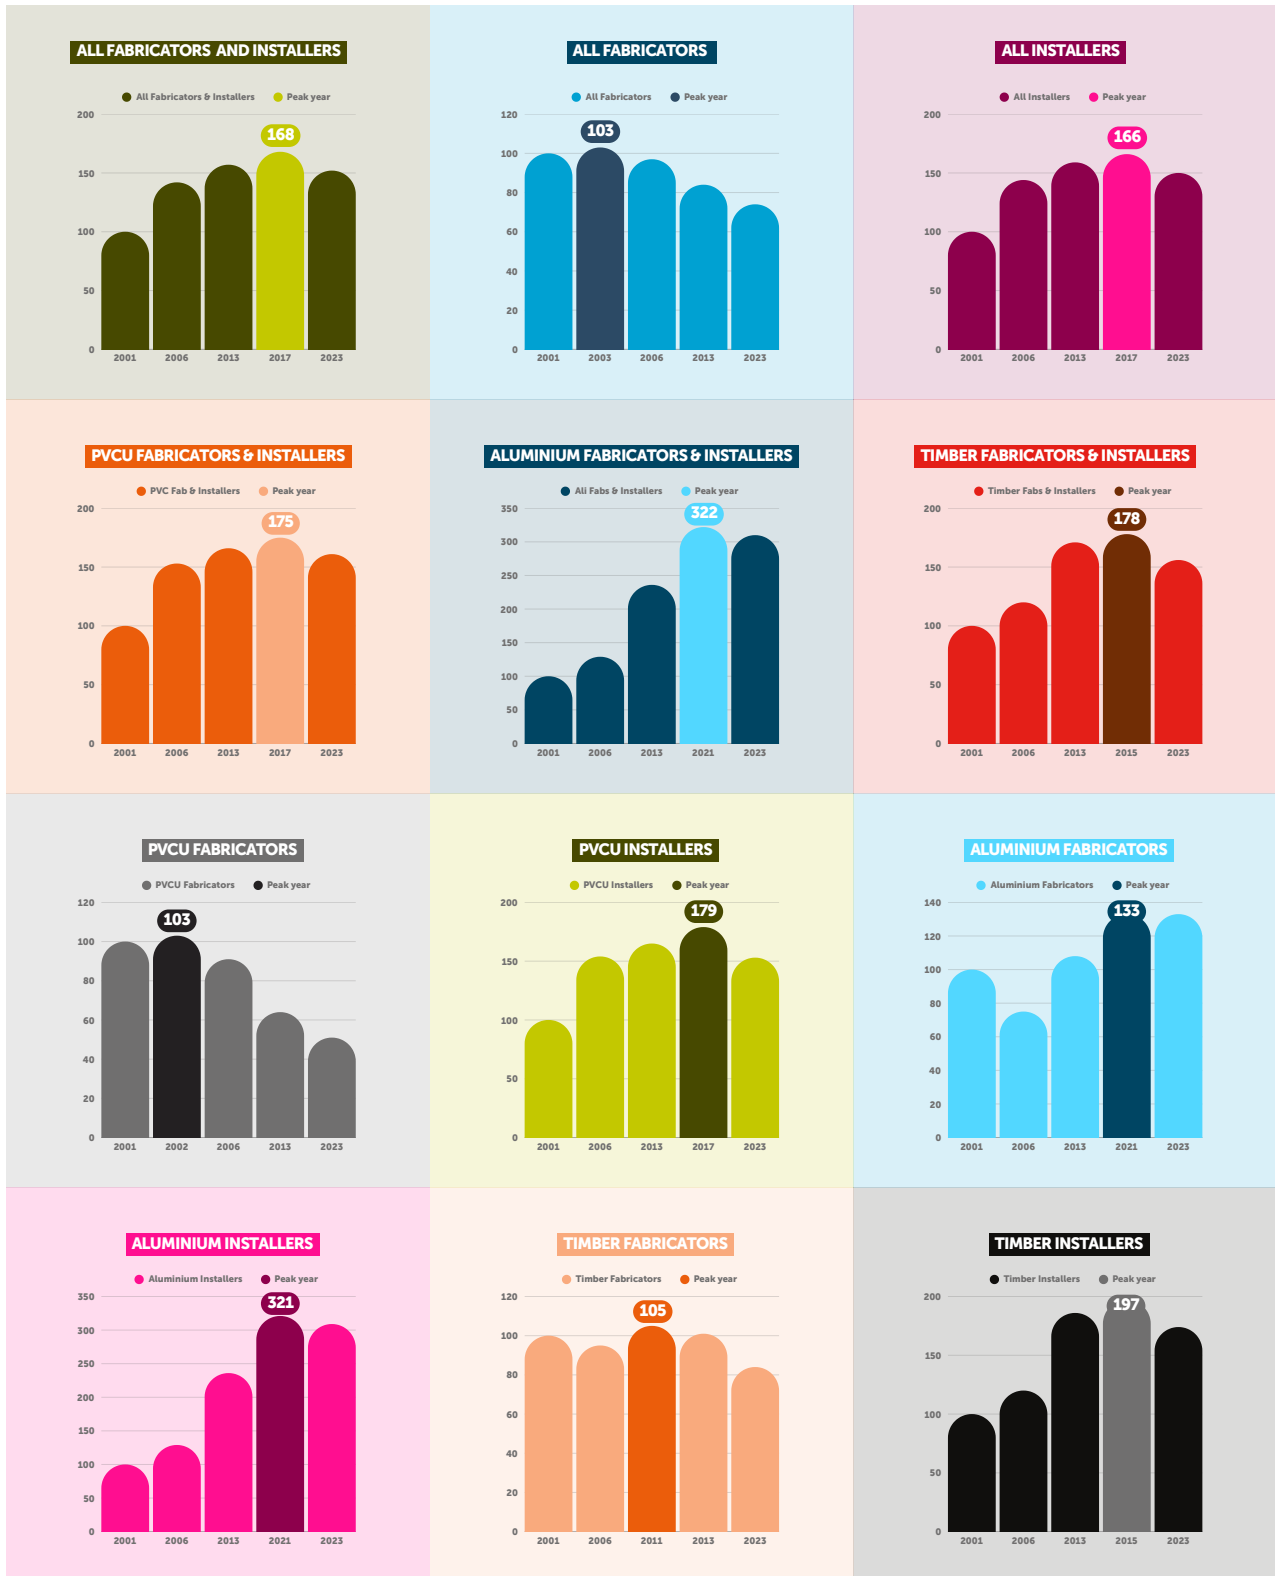 ALL FABRICATORS AND INSTALLERS
All Fabricators & Installers Peak year
200
168
150
100
50
0
2001 2006 2013 2017 2023
ALL FABRICATORS
All Fabricators Peak year
120
103
100
80
60
40
20
0
2001 2003 2006 2013 2023
ALL INSTALLERS
All Installers Peak year
200
166
150
100
50
0
2001 2006 2013 2017 2023
PVCU FABRICATORS & INSTALLERS
PVC Fab & Installers Peak year
200
175
150
100
50
0
2001 2006 2013 2017 2023
ALUMINIUM FABRICATORS & INSTALLERS
Ali Fabs & Installers Peak year
350
322
300
250
200
150
100
50
0
2001 2006 2013 2021 2023
TIMBER FABRICATORS & INSTALLERS
Timber Fabs & Installers Peak year
200
178
150
100
50
0
2001 2006 2013 2015 2023
PVCU FABRICATORS
PVCU Fabricators Peak year
120
103
100
80
60
40
20
0
2001 2002 2006 2013 2023
PVCU INSTALLERS
PVCU Installers Peak year
200
179
150
100
50
0
2001 2006 2013 2017 2023
ALUMINIUM FABRICATORS
Aluminium Fabricators Peak year
140
133
120
100
80
60
40
20
0
2001 2006 2013 2021 2023
ALUMINIUM INSTALLERS
Aluminium Installers Peak year
350
321
300
250
200
150
100
50
0
2001 2006 2013 2021 2023
TIMBER FABRICATORS
Timber Fabricators Peak year
120
105
100
80
60
40
20
0
2001 2006 2011 2013 2023
TIMBER INSTALLERS
Timber Installers Peak year
200
197
150
100
50
0
2001 2006 2013 2015 2023